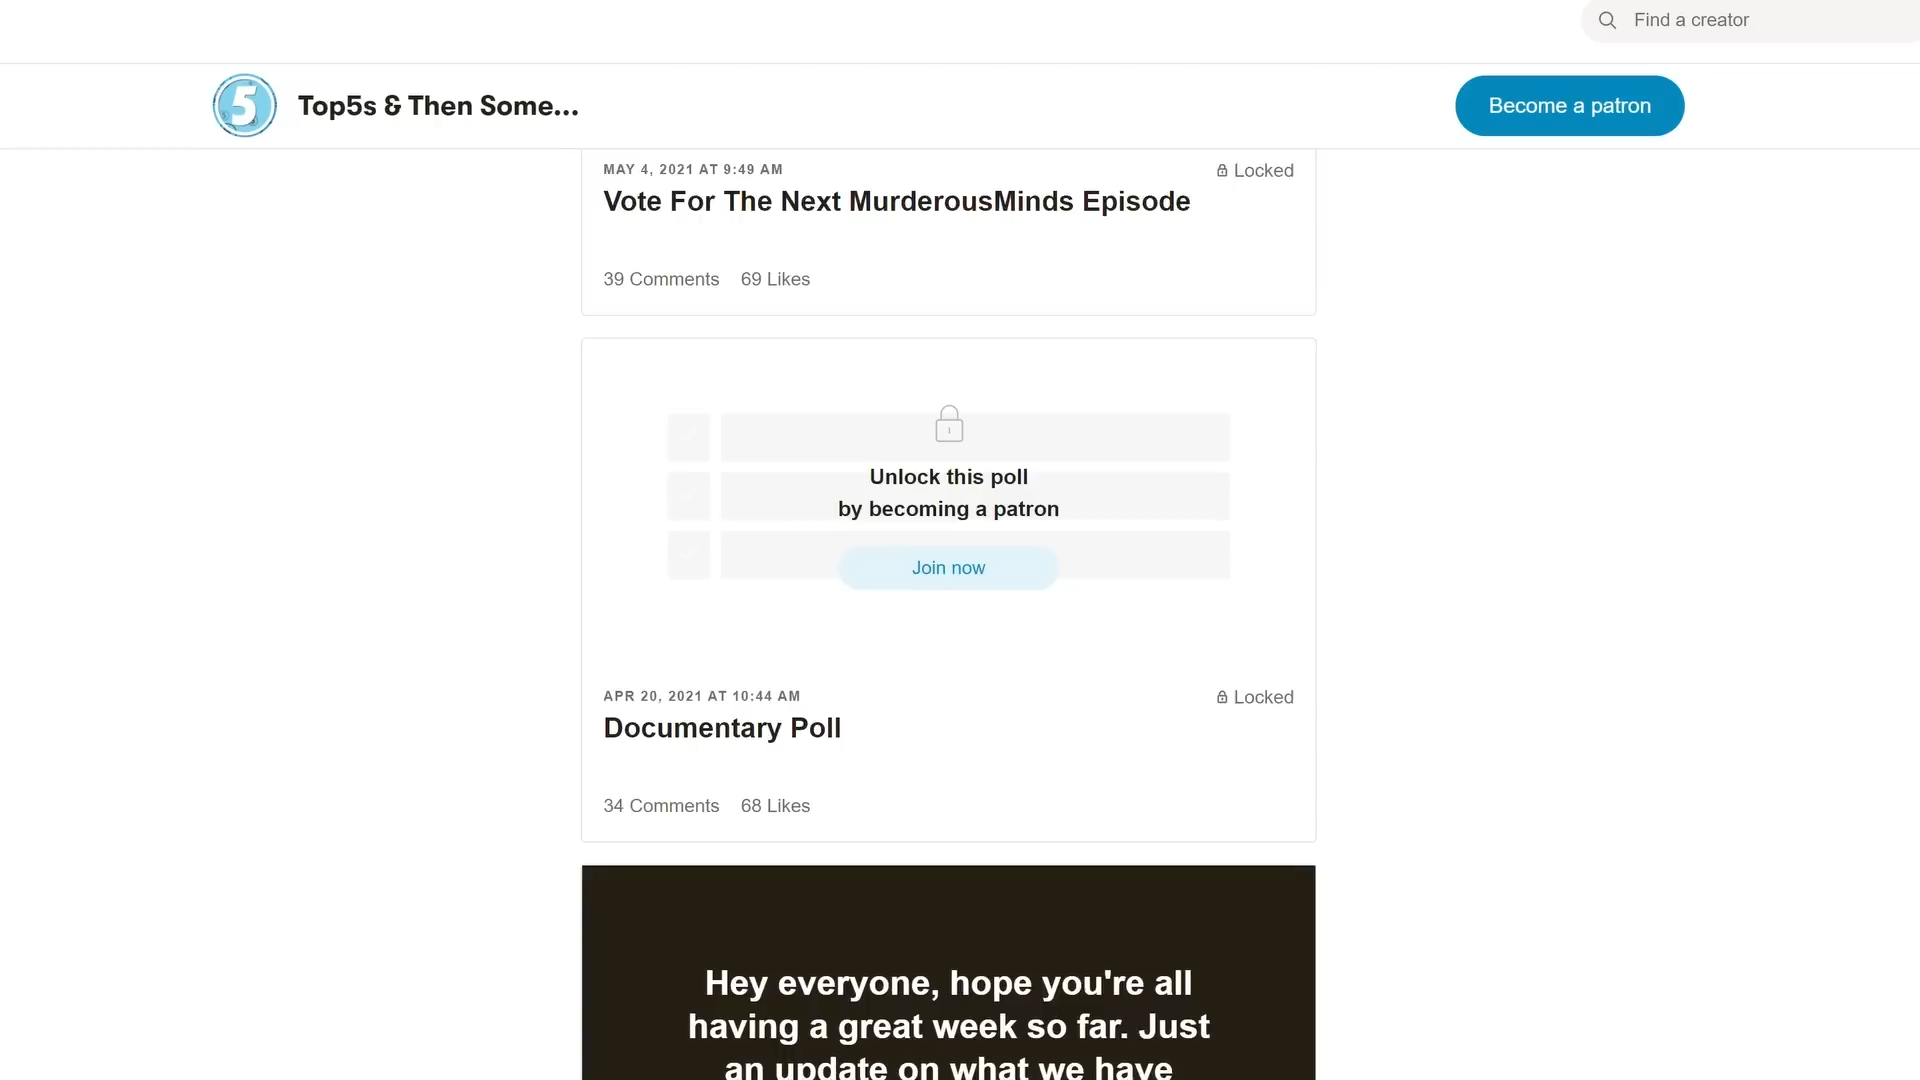 Find a creator
5
Top5s & Then Some...
Become a patron
MAY 4, 2021 AT 9:49 AM
Locked
Vote For The Next MurderousMinds Episode
39 Comments 69 Likes
Unlock this poll
by becoming a patron
Join now
APR 20, 2021 AT 10:44 AM
Locked
Documentary Poll
34 Comments 68 Likes
Hey everyone, hope you're all
having a great week so far. Just
an update on what we have